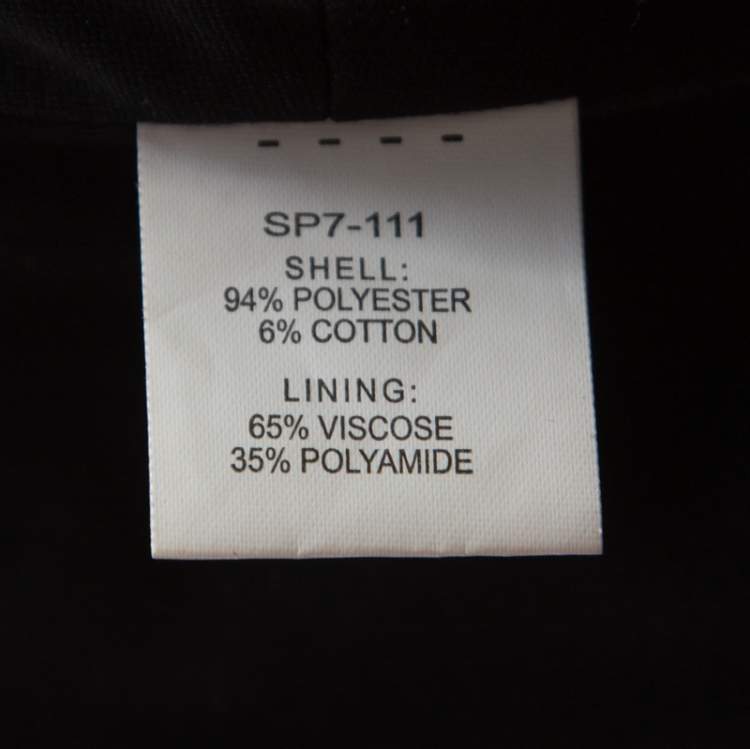 SP7-111
SHELL:
94% POLYESTER
6% COTTON
LINING:
65% VISCOSE
35% POLYAMIDE